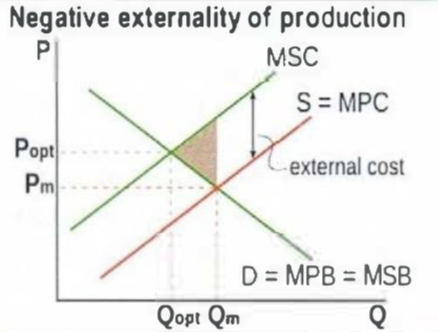 Negative externality of production
P
MSC
S = MPC
Popt
external cost
Pm
D = MPB = MSB
Qopt Qm Q